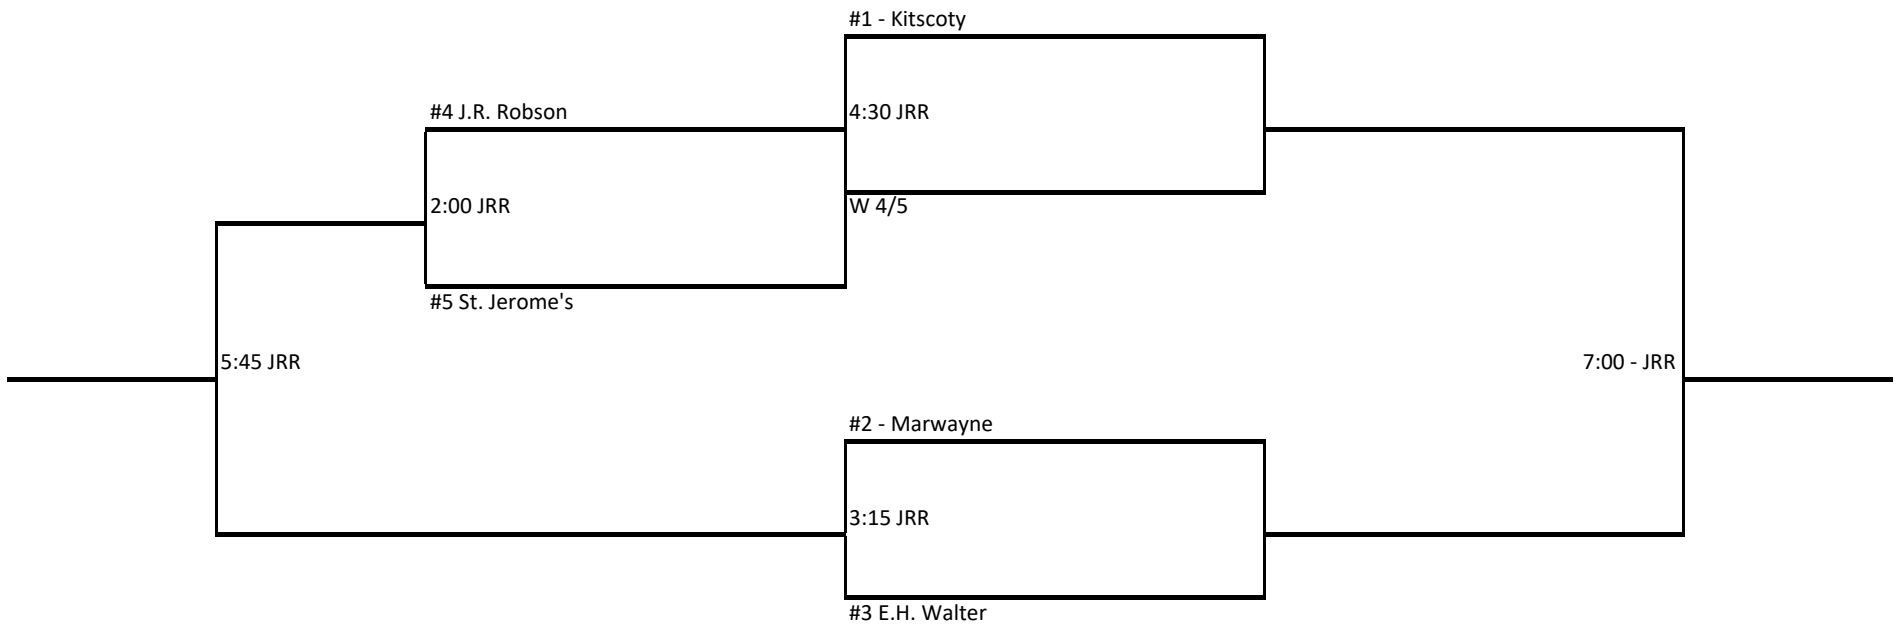 #1 - Kitscoty
#4 J.R. Robson
4:30 JRR
2:00 JRR
W 4/5
#5 St. Jerome's
5:45 JRR
7:00 - JRR
#2 - Marwayne
3:15 JRR
#3 E.H. Walter